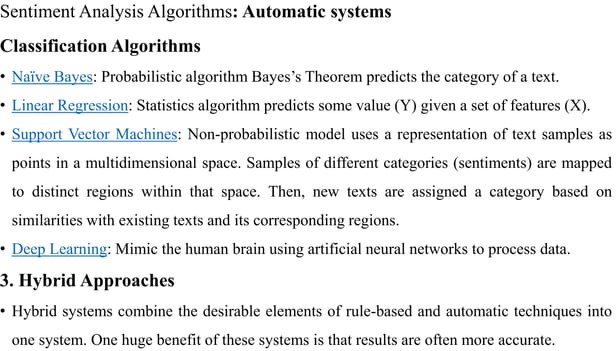 Sentiment Analysis Algorithms: Automatic systems
Classification Algorithms
• Naïve Bayes: Probabilistic algorithm Bayes’s Theorem predicts the category of a text.
• Linear Regression: Statistics algorithm predicts some value (Y) given a set of features (X).
• Support Vector Machines: Non-probabilistic model uses a representation of text samples as
points in a multidimensional space. Samples of different categories (sentiments) are mapped
to distinct regions within that space. Then, new texts are assigned a category based on
similarities with existing texts and its corresponding regions.
• Deep Learning: Mimic the human brain using artificial neural networks to process data.
3. Hybrid Approaches
• Hybrid systems combine the desirable elements of rule-based and automatic techniques into
one system. One huge benefit of these systems is that results are often more accurate.